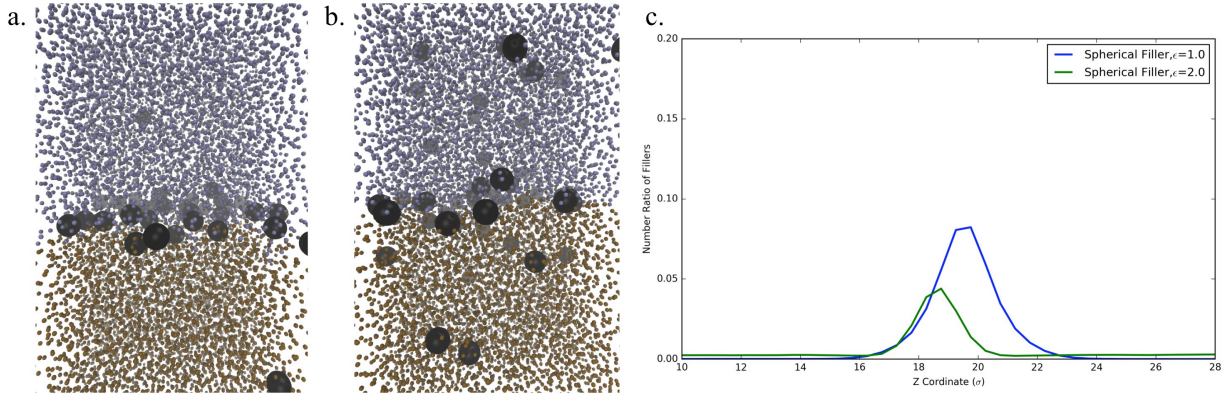 a.
b.
c.
0.20
0.15
0.10
0.05
0.00
Number Ratio of Fillers
Spherical Filler,ϵ=1.0
Spherical Filler,ϵ=2.0
10 12 14 16 18 20 22 24 26 28
Z Cordinate (σ)